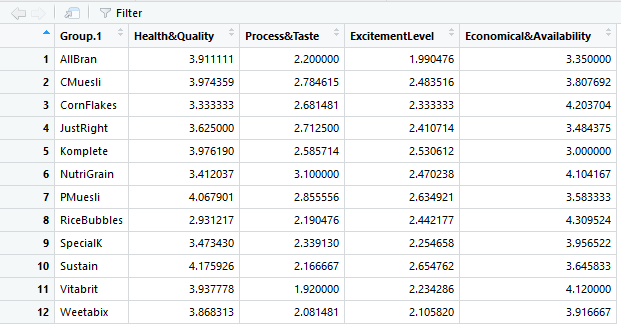 Filter
Group.1 Health&Quality Process&Taste ExcitementLevel Economical&Availability
1 AllBran 3.911111 2.200000 1.990476 3.350000
2 CMuesli 3.974359 2.784615 2.483516 3.807692
3 CornFlakes 3.333333 2.681481 2.333333 4.203704
4 JustRight 3.625000 2.712500 2.410714 3.484375
5 Komplete 3.976190 2.585714 2.530612 3.000000
6 NutriGrain 3.412037 3.100000 2.470238 4.104167
7 PMuesli 4.067901 2.855556 2.634921 3.583333
8 RiceBubbles 2.931217 2.190476 2.442177 4.309524
9 SpecialK 3.473430 2.339130 2.254658 3.956522
10 Sustain 4.175926 2.166667 2.654762 3.645833
11 Vitabrit 3.937778 1.920000 2.234286 4.120000
12 Weetabix 3.868313 2.081481 2.105820 3.916667